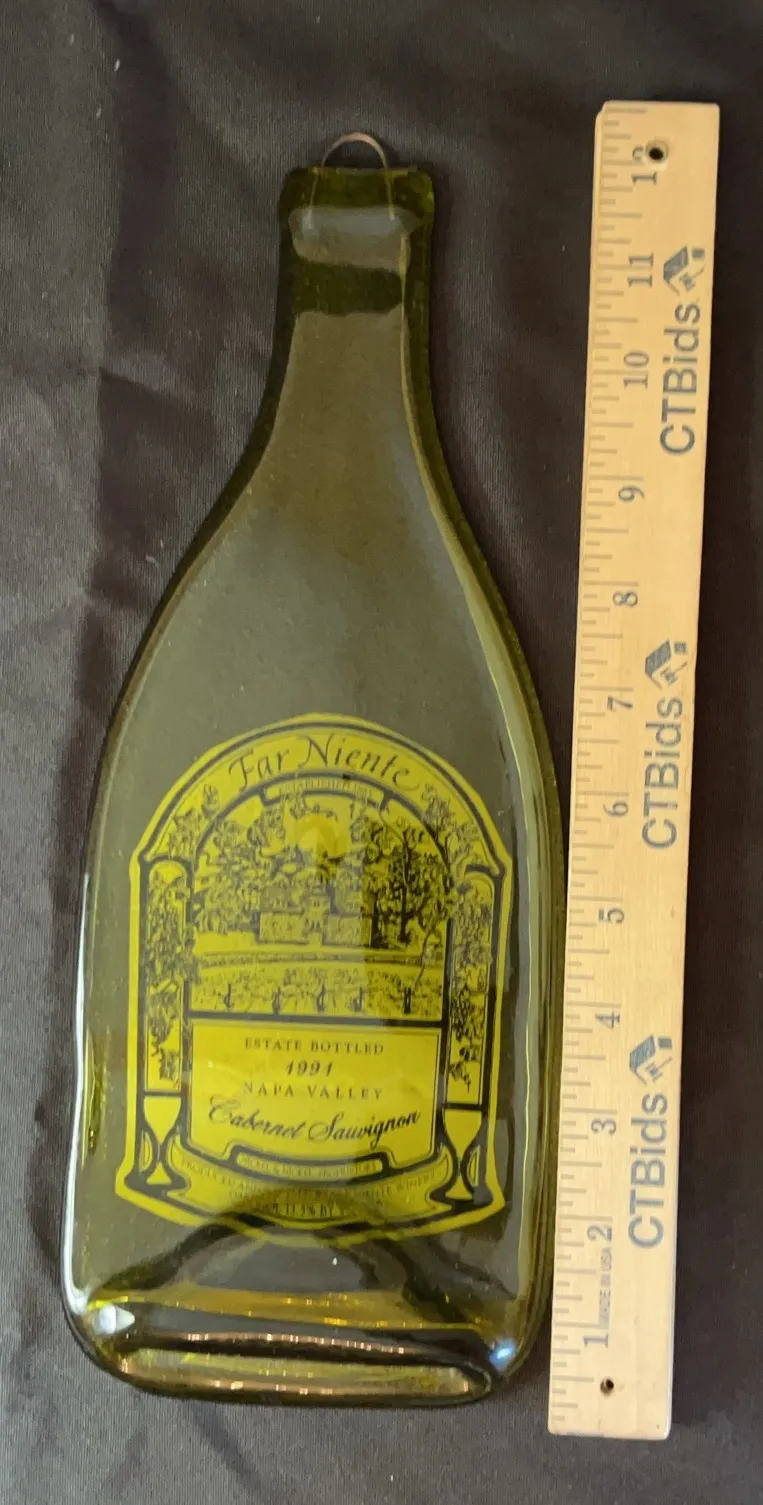 Far Niente
ESTATE BOTTLED
1991
NAPA VALLEY
Cabernet Sauvignon
12
11
CTBids
10
9
8
7
CTBids
6
5
4
3
CTBids
2
MADE IN USA
1